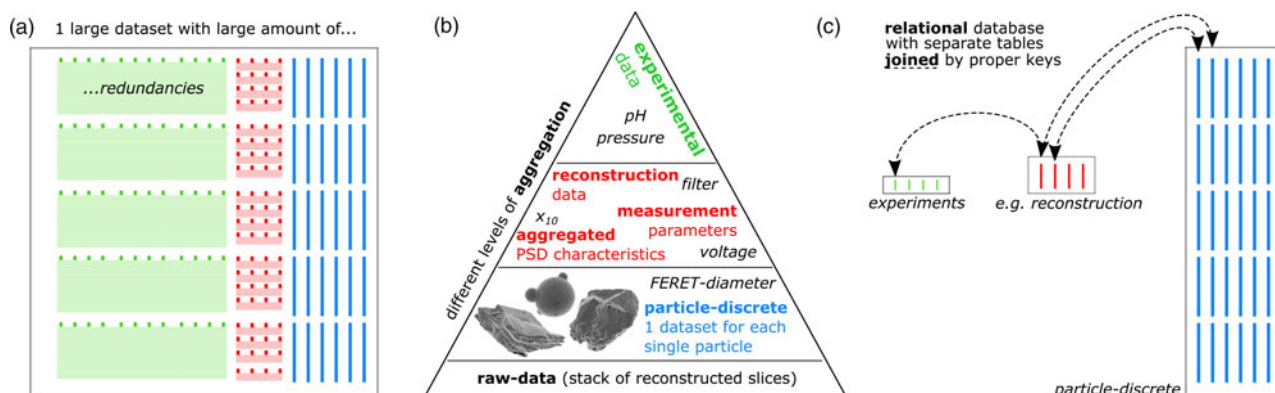 (a) 1 large dataset with large amount of...
...redundancies
(b)
different levels of aggregation
experimental
data
pH
pressure
reconstruction
data
filter
x10
measurement
parameters
aggregated
PSD characteristics
voltage
FERET-diameter
particle-discrete
1 dataset for each
single particle
raw-data (stack of reconstructed slices)
(c)
relational database
with separate tables
joined by proper keys
experiments
e.g. reconstruction
particle-discrete